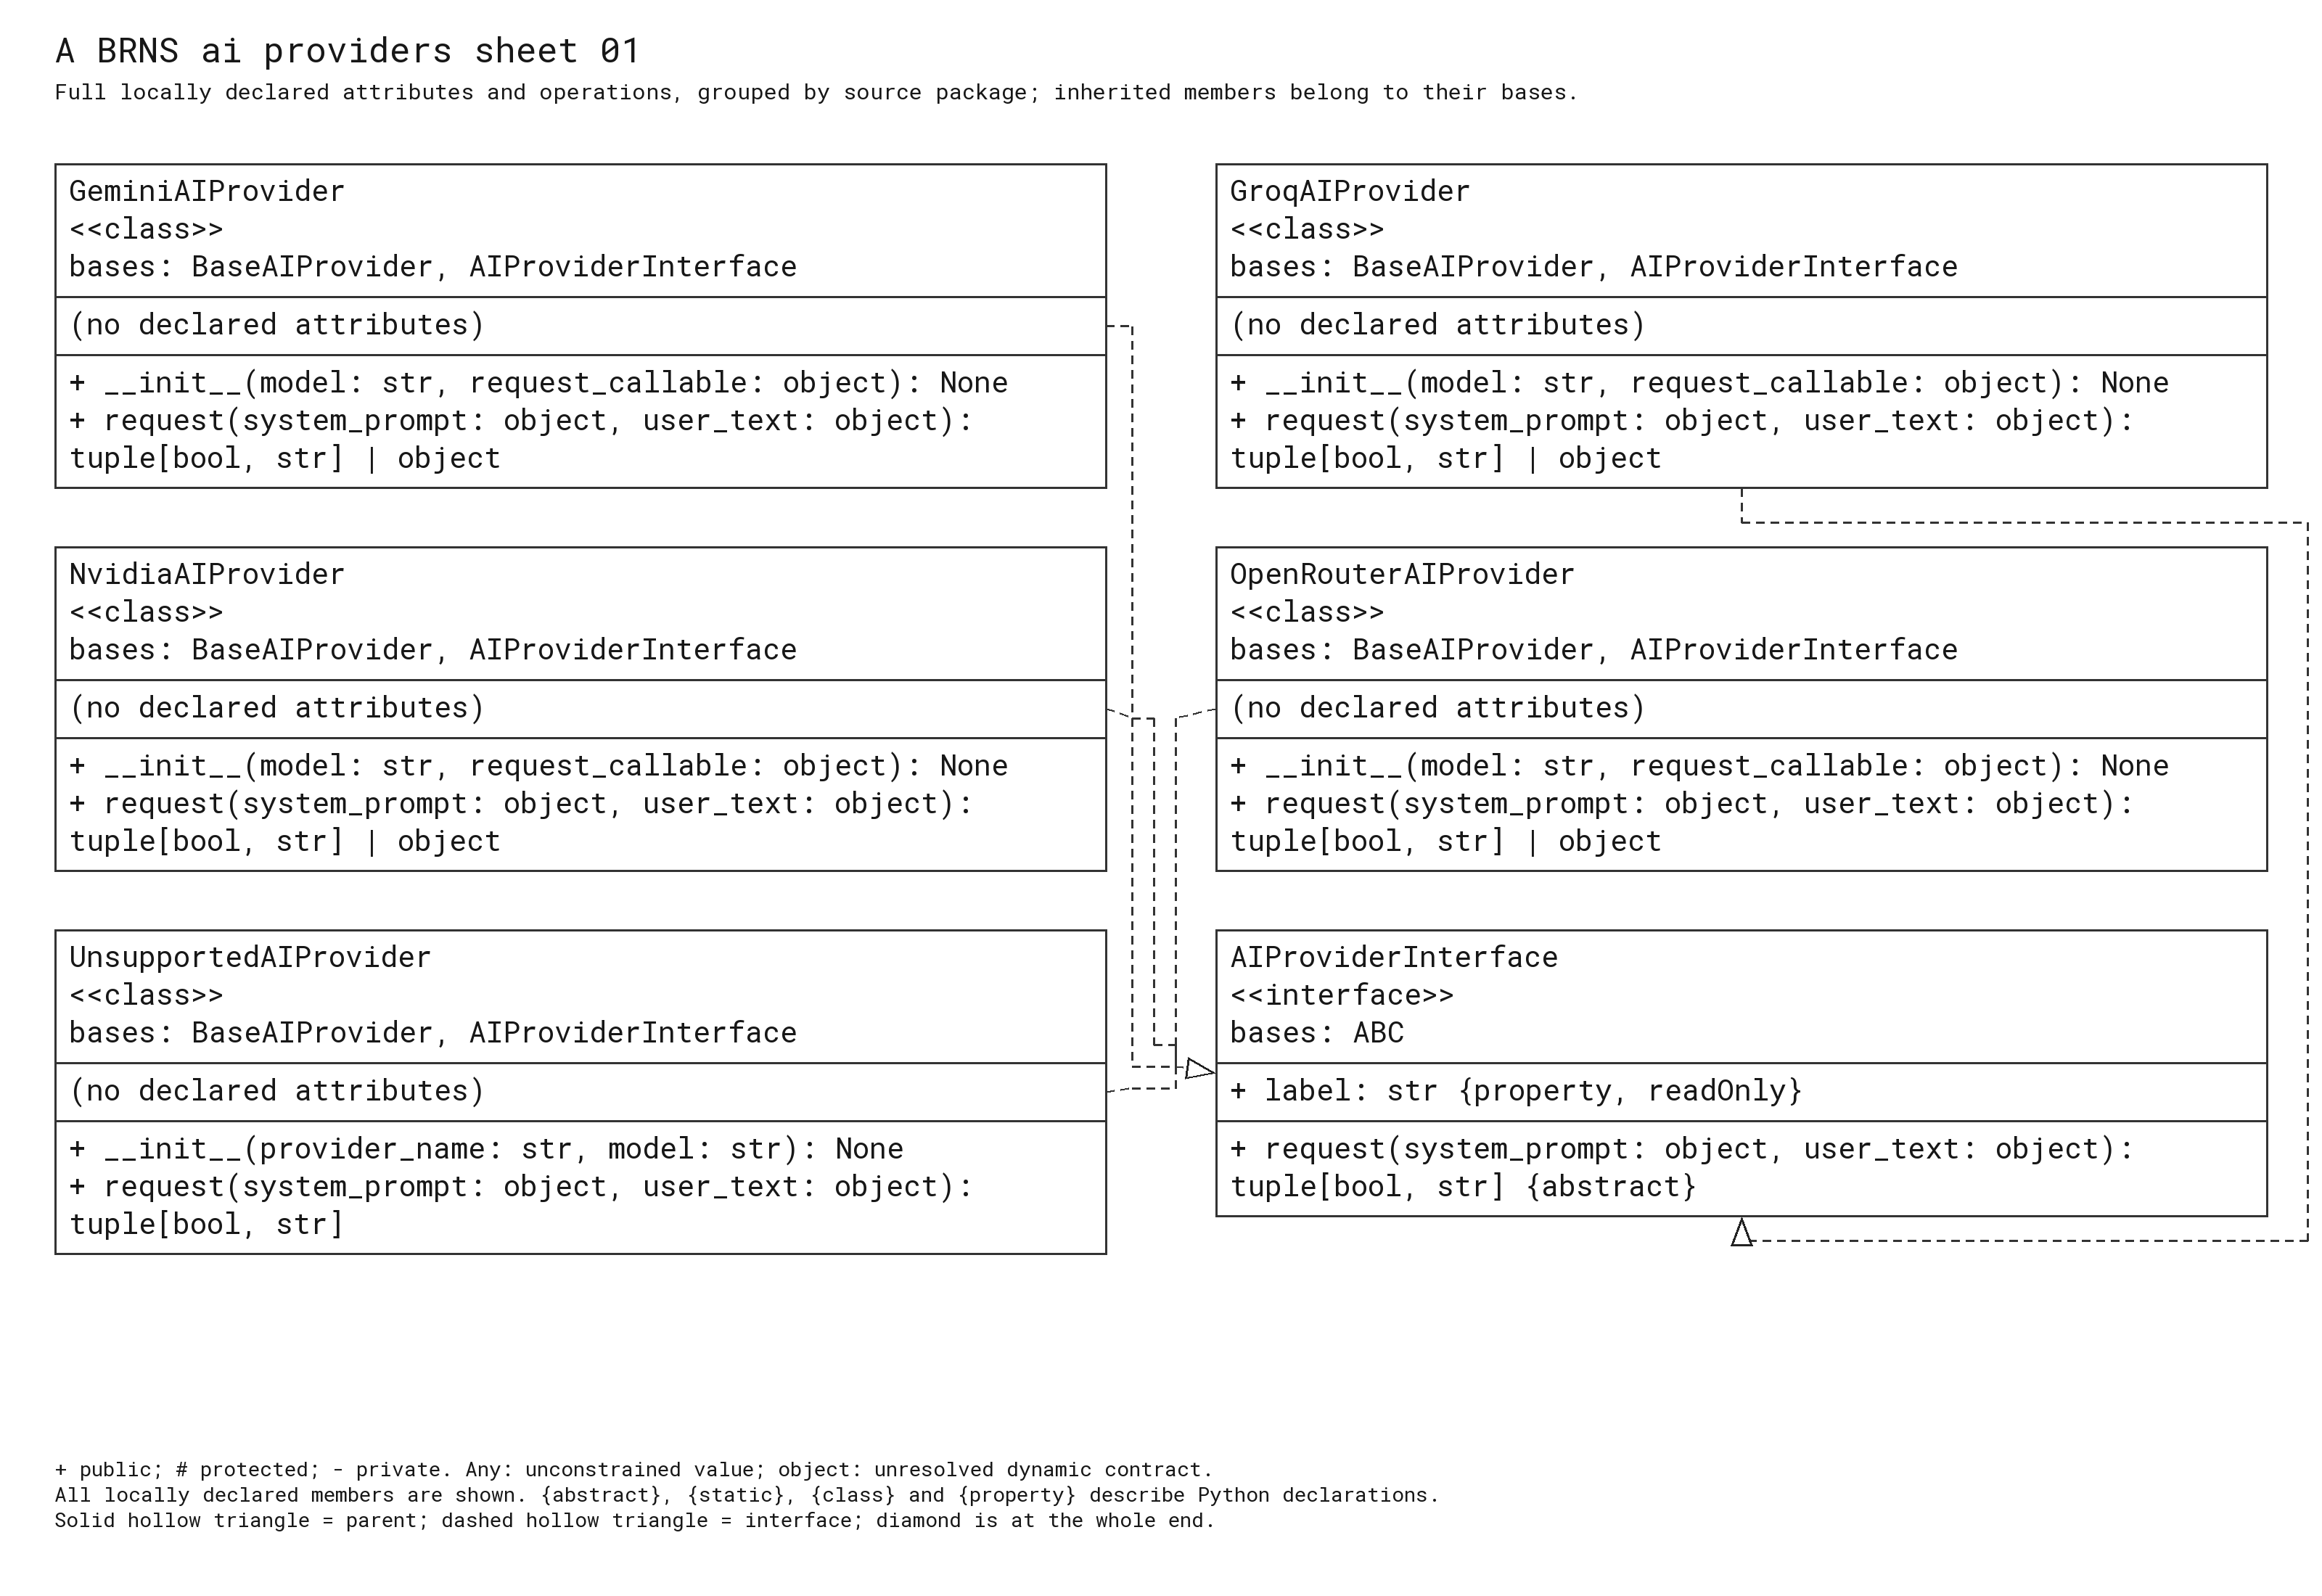 A BRNS ai providers sheet 01
Full locally declared attributes and operations, grouped by source package; inherited members belong to their bases.
GeminiAIProvider
<<class>>
bases: BaseAIProvider, AIProviderInterface
(no declared attributes)
+ __init__(model: str, request_callable: object): None
+ request(system_prompt: object, user_text: object):
tuple[bool, str] | object
GroqAIProvider
<<class>>
bases: BaseAIProvider, AIProviderInterface
(no declared attributes)
+ __init__(model: str, request_callable: object): None
+ request(system_prompt: object, user_text: object):
tuple[bool, str] | object
NvidiaAIProvider
<<class>>
bases: BaseAIProvider, AIProviderInterface
(no declared attributes)
+ __init__(model: str, request_callable: object): None
+ request(system_prompt: object, user_text: object):
tuple[bool, str] | object
OpenRouterAIProvider
<<class>>
bases: BaseAIProvider, AIProviderInterface
(no declared attributes)
+ __init__(model: str, request_callable: object): None
+ request(system_prompt: object, user_text: object):
tuple[bool, str] | object
UnsupportedAIProvider
<<class>>
bases: BaseAIProvider, AIProviderInterface
(no declared attributes)
+ __init__(provider_name: str, model: str): None
+ request(system_prompt: object, user_text: object):
tuple[bool, str]
AIProviderInterface
<<interface>>
bases: ABC
+ label: str {property, readOnly}
+ request(system_prompt: object, user_text: object):
tuple[bool, str] {abstract}
+ public; # protected; - private. Any: unconstrained value; object: unresolved dynamic contract.
All locally declared members are shown. {abstract}, {static}, {class} and {property} describe Python declarations.
Solid hollow triangle = parent; dashed hollow triangle = interface; diamond is at the whole end.